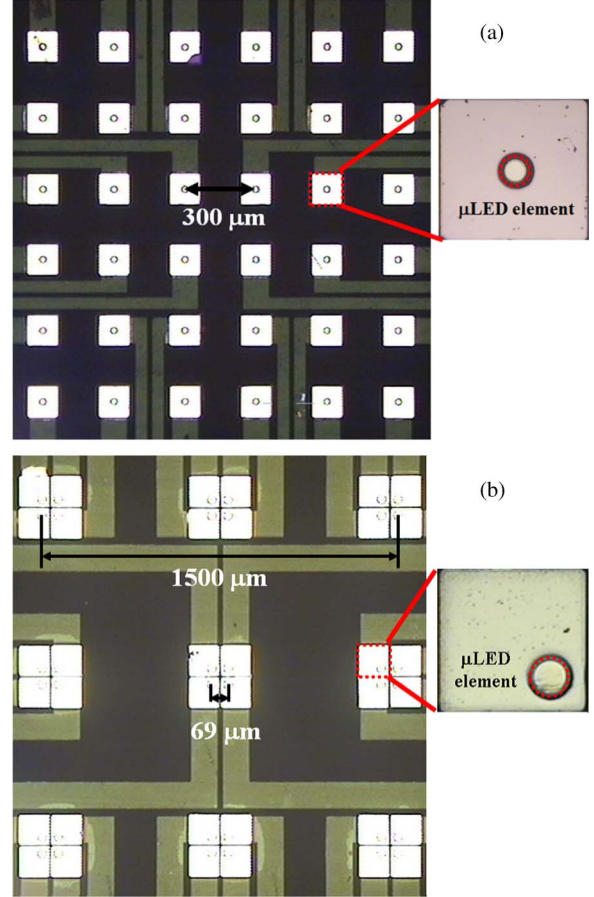 (a)
300 μm
μLED element
(b)
1500 μm
69 μm
μLED
element